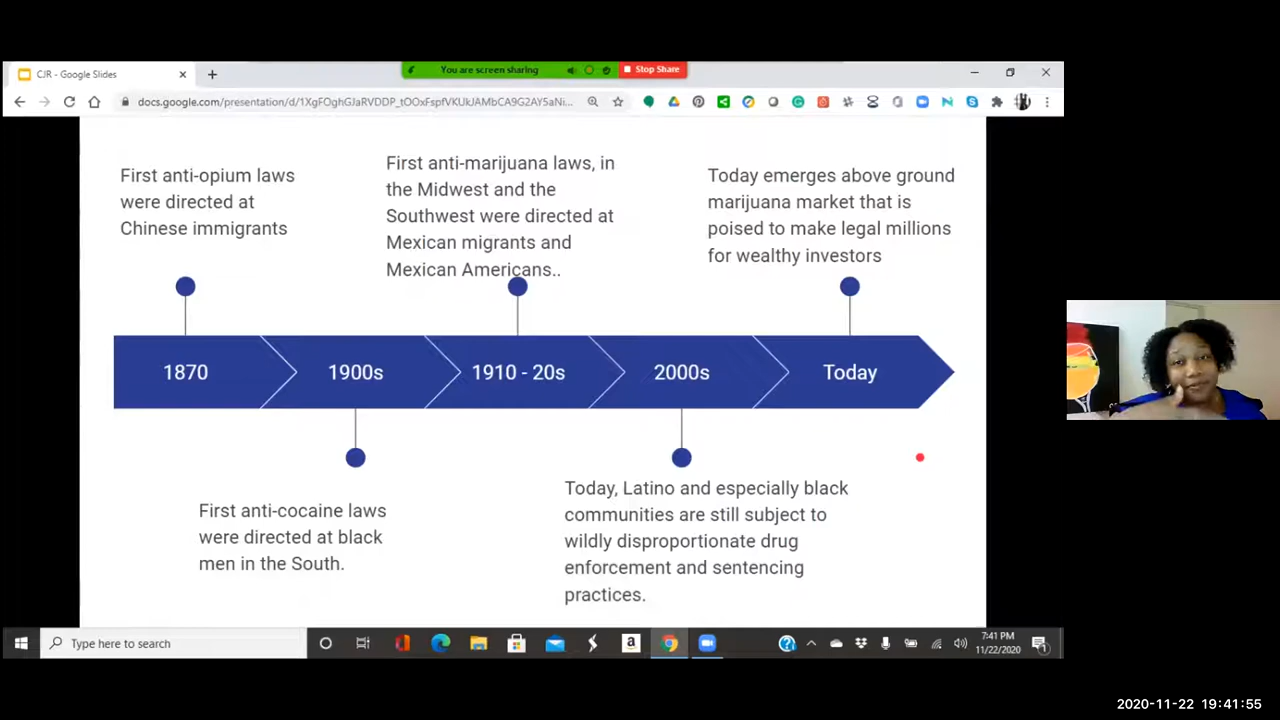 CJR - Google Slides
You are screen sharing
Stop Share
docs.google.com/presentation/d/1XgFOghGJaRVDDP_tOOxFspfVKUkJAMbCA9G2AY5aNi...
First anti-opium laws
were directed at
Chinese immigrants
First anti-marijuana laws, in
the Midwest and the
Southwest were directed at
Mexican migrants and
Mexican Americans..
Today emerges above ground
marijuana market that is
poised to make legal millions
for wealthy investors
1870
1900s
1910 - 20s
2000s
Today
First anti-cocaine laws
were directed at black
men in the South.
Today, Latino and especially black
communities are still subject to
wildly disproportionate drug
enforcement and sentencing
practices.
Type here to search
7:41 PM
11/22/2020
2020-11-22 19:41:55